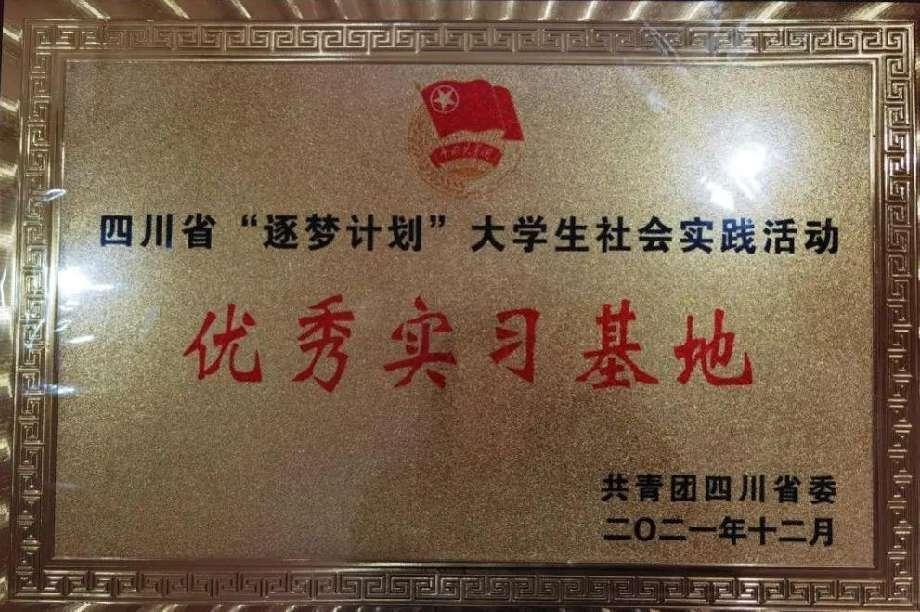 四川省“逐梦计划”大学生社会实践活动
优秀实习基地
共青团四川省委
二〇二一年十二月